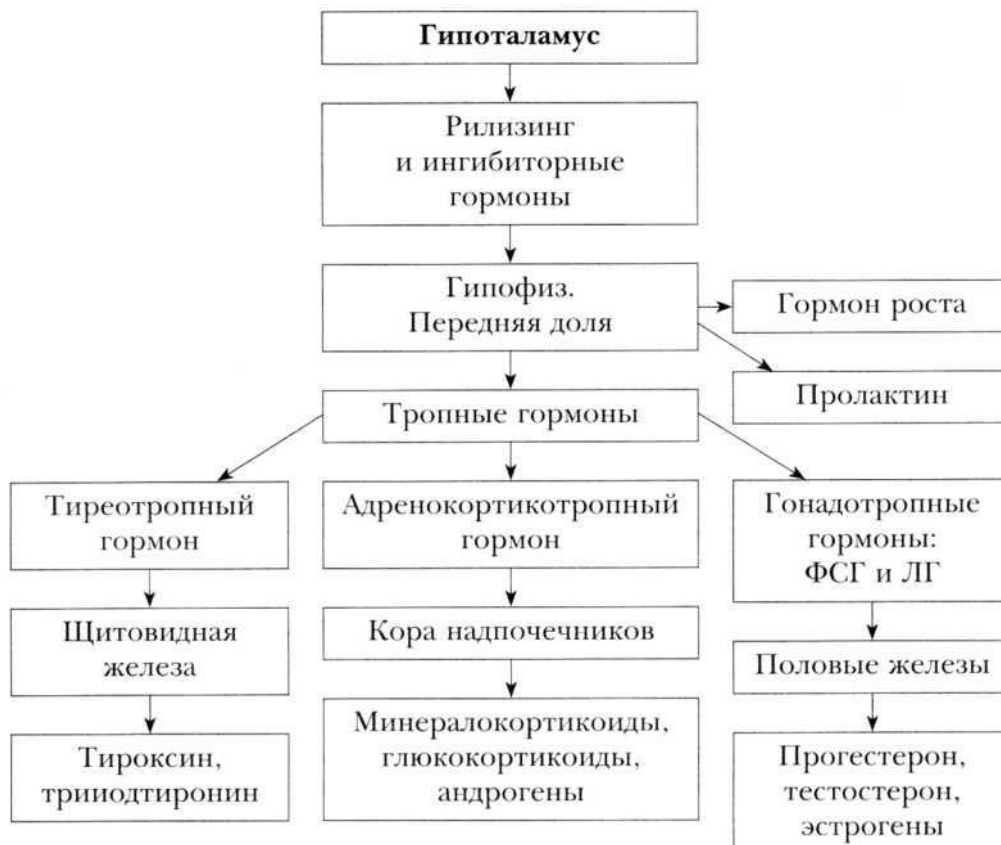 Гипоталамус
Рилизинг
и ингибиторные
гормоны
Гипофиз.
Передняя доля
Гормон роста
Пролактин
Тропные гормоны
Тиреотропный
гормон
Адренокортикотропный
гормон
Гонадотропные
гормоны:
ФСГ и ЛГ
Щитовидная
железа
Кора надпочечников
Половые железы
Тироксин,
трииодтиронин
Минералокортикоиды,
глюкокортикоиды,
андрогены
Прогестерон,
тестостерон,
эстрогены